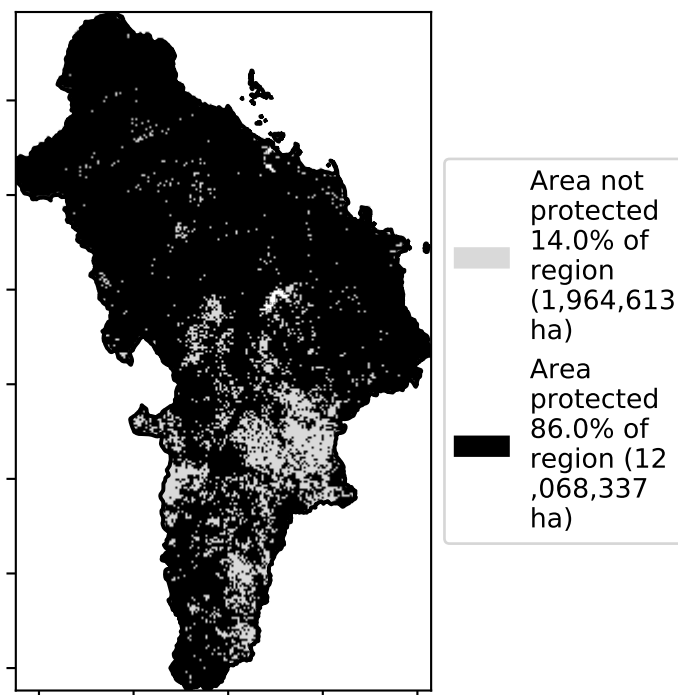 Area not
protected
14.0% of
region
(1,964,613
ha)
Area
protected
86.0% of
region (12
,068,337
ha)